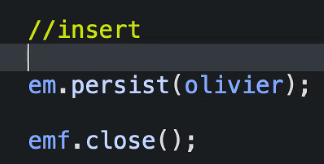 //insert
em.persist(olivier);
emf.close();